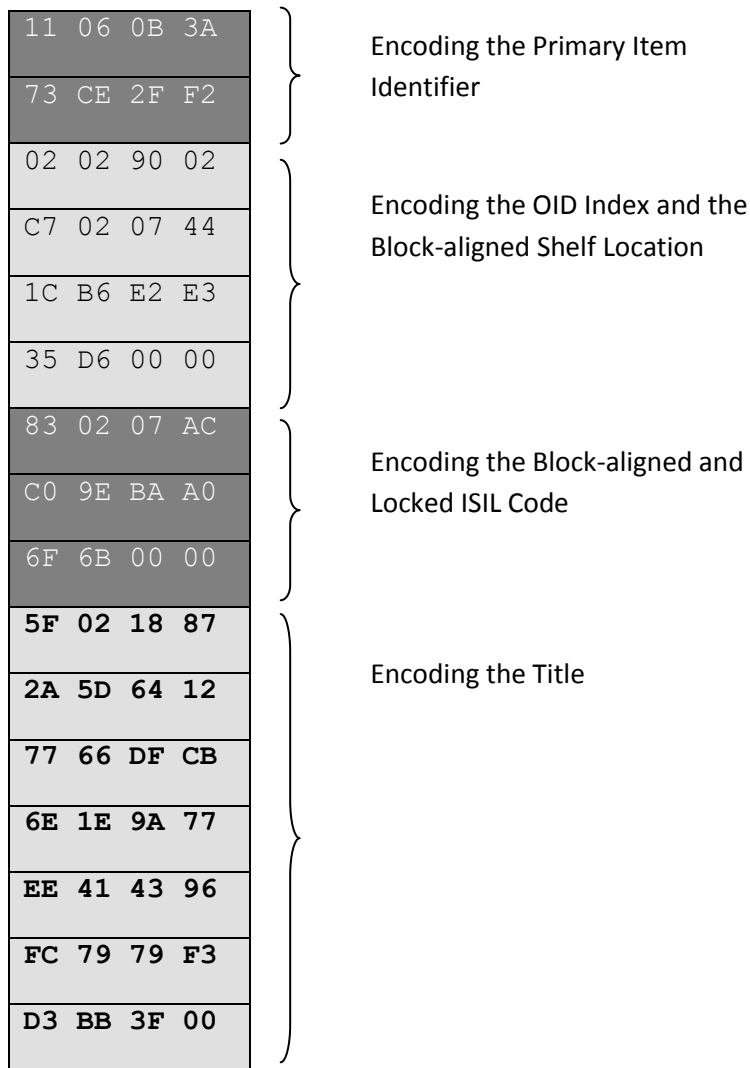 11 06 0B 3A
73 CE 2F F2
Encoding the Primary Item
Identifier
02 02 90 02
C7 02 07 44
1C B6 E2 E3
35 D6 00 00
Encoding the OID Index and the
Block-aligned Shelf Location
83 02 07 AC
C0 9E BA A0
6F 6B 00 00
Encoding the Block-aligned and
Locked ISIL Code
5F 02 18 87
2A 5D 64 12
77 66 DF CB
6E 1E 9A 77
EE 41 43 96
FC 79 79 F3
D3 BB 3F 00
Encoding the Title